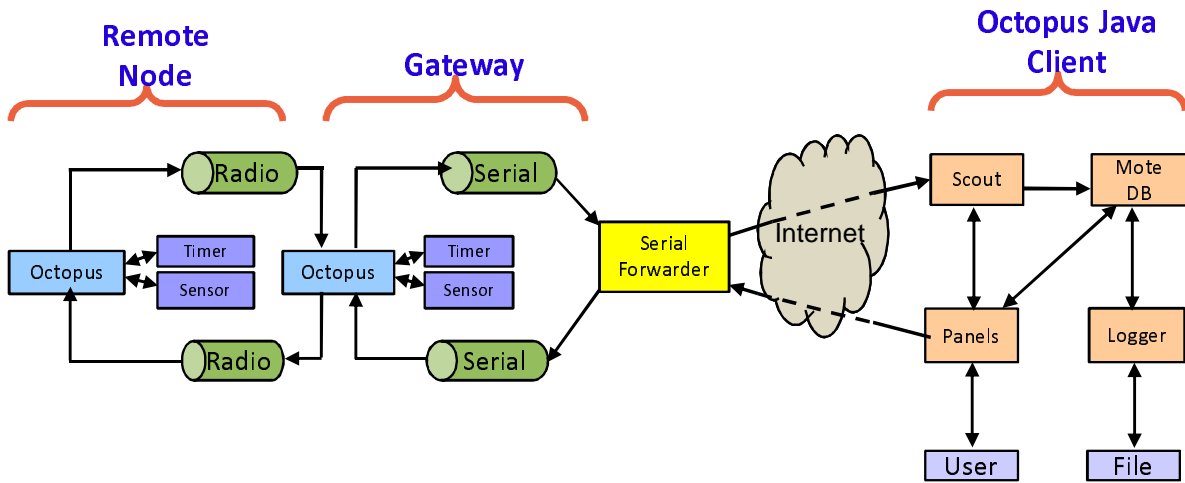 Remote
Node
Gateway
Octopus Java
Client
Radio
Serial
Scout
Mote
DB
Internet
Octopus
Timer
Sensor
Octopus
Timer
Sensor
Serial
Forwarder
Radio
Serial
Panels
Logger
User
File